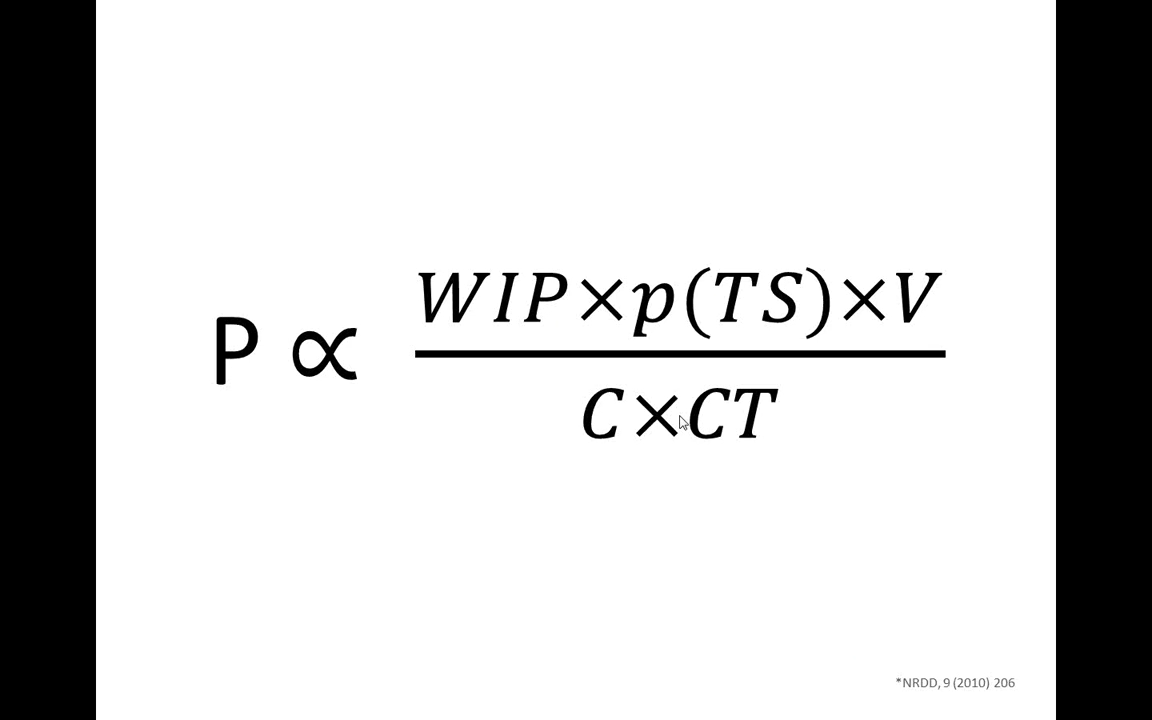 P ∝
WIP×p(TS)×V
C×CT
*NRDD, 9 (2010) 206